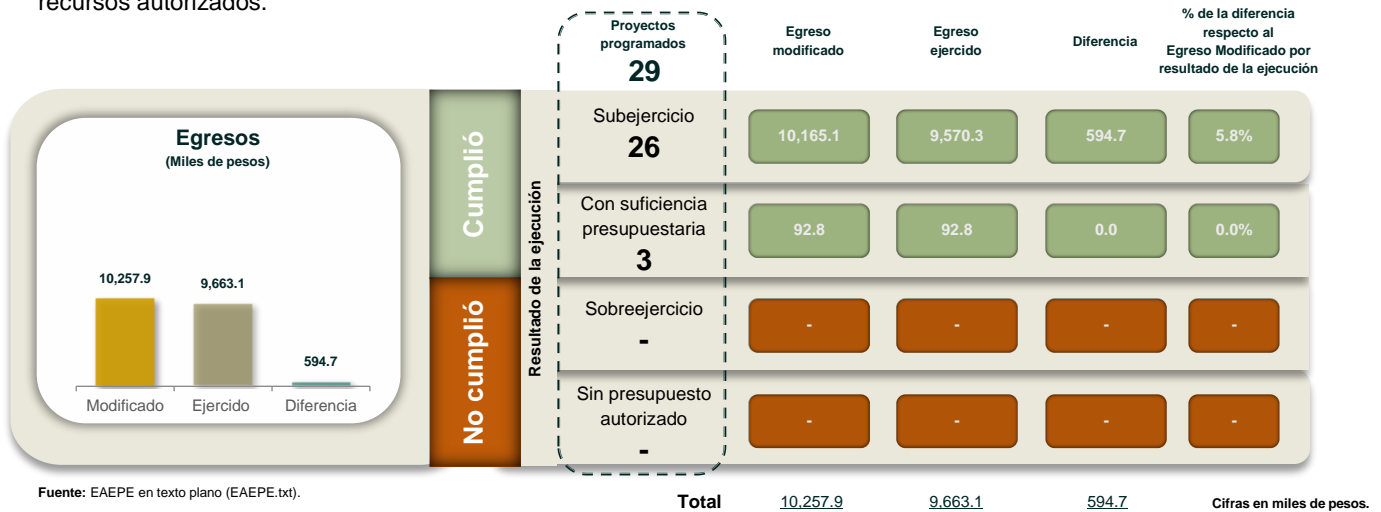 recursos autorizados.
Proyectos
programados
29
Egreso
modificado
Egreso
ejercido
Diferencia
% de la diferencia
respecto al
Egreso Modificado por
resultado de la ejecución
Egresos
(Miles de pesos)
10,257.9
9,663.1
594.7
Modificado
Ejercido
Diferencia
Cumplió
No cumplió
Resultado de la ejecución
Subejercicio
26
10,165.1
9,570.3
594.7
5.8%
Con suficiencia
presupuestaria
3
92.8
92.8
0.0
0.0%
Sobreejercicio
-
-
-
-
-
Sin presupuesto
autorizado
-
-
-
-
-
Fuente: EAEPE en texto plano (EAEPE.txt).
Total 10,257.9 9,663.1 594.7 Cifras en miles de pesos.